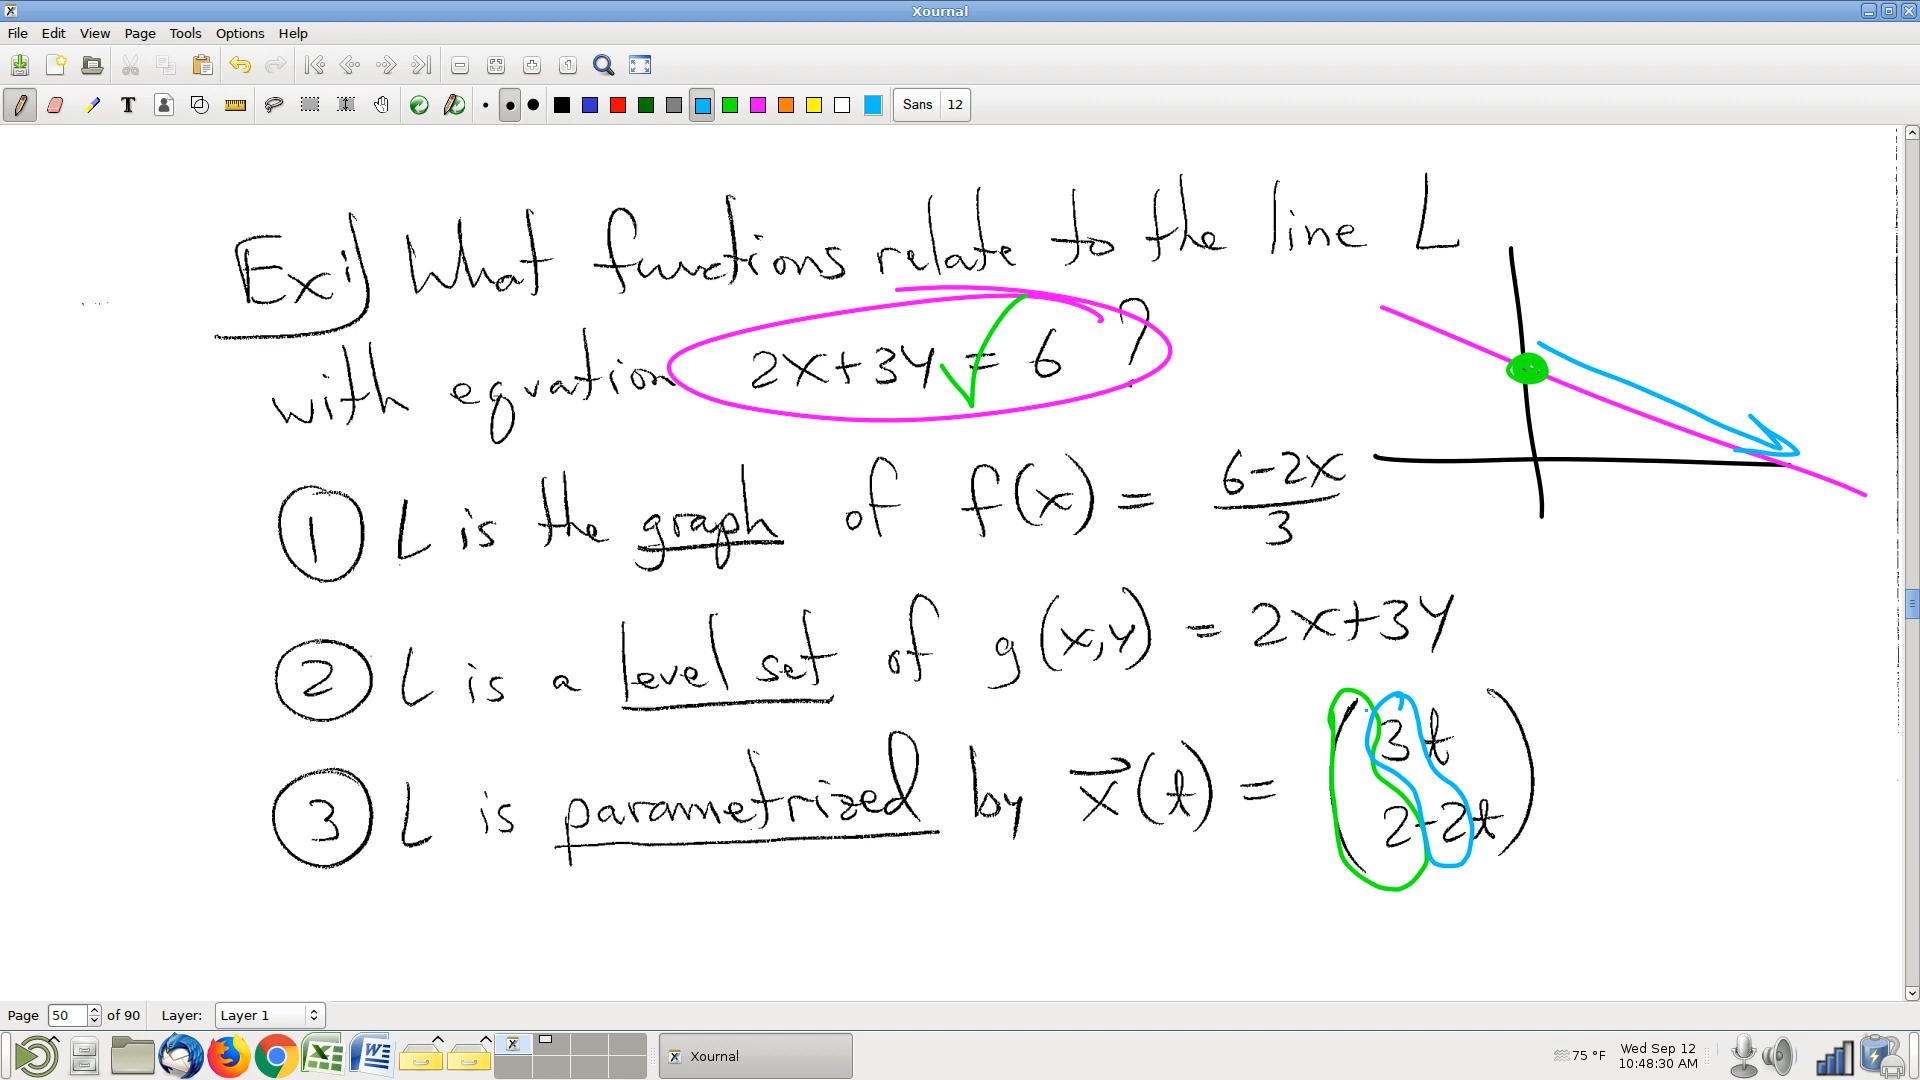 Xournal
File Edit View Page Tools Options Help
Sans 12
Ex:) What functions relate to the line L
with equation 2x+3y = 6 ?
① L is the graph of f(x) = (6-2x)/3
② L is a level set of g(x,y) = 2x+3y
③ L is parametrized by x⃗(t) = (3t
2-2t)
Page 50 of 90 Layer: Layer 1
Xournal
75 °F Wed Sep 12
10:48:30 AM